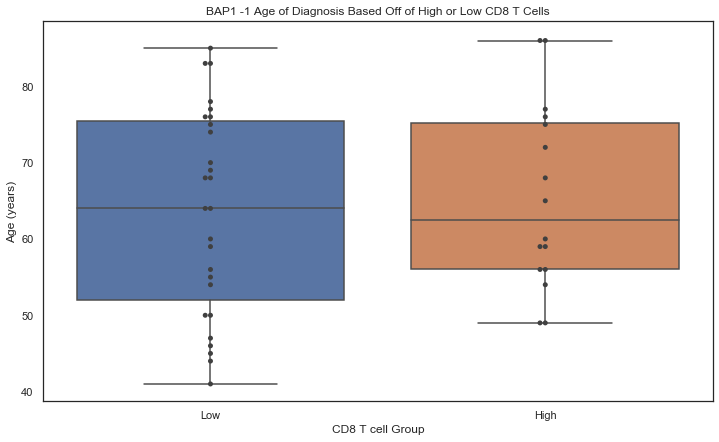 BAP1 -1 Age of Diagnosis Based Off of High or Low CD8 T Cells
80
70
60
50
40
Age (years)
Low
High
CD8 T cell Group